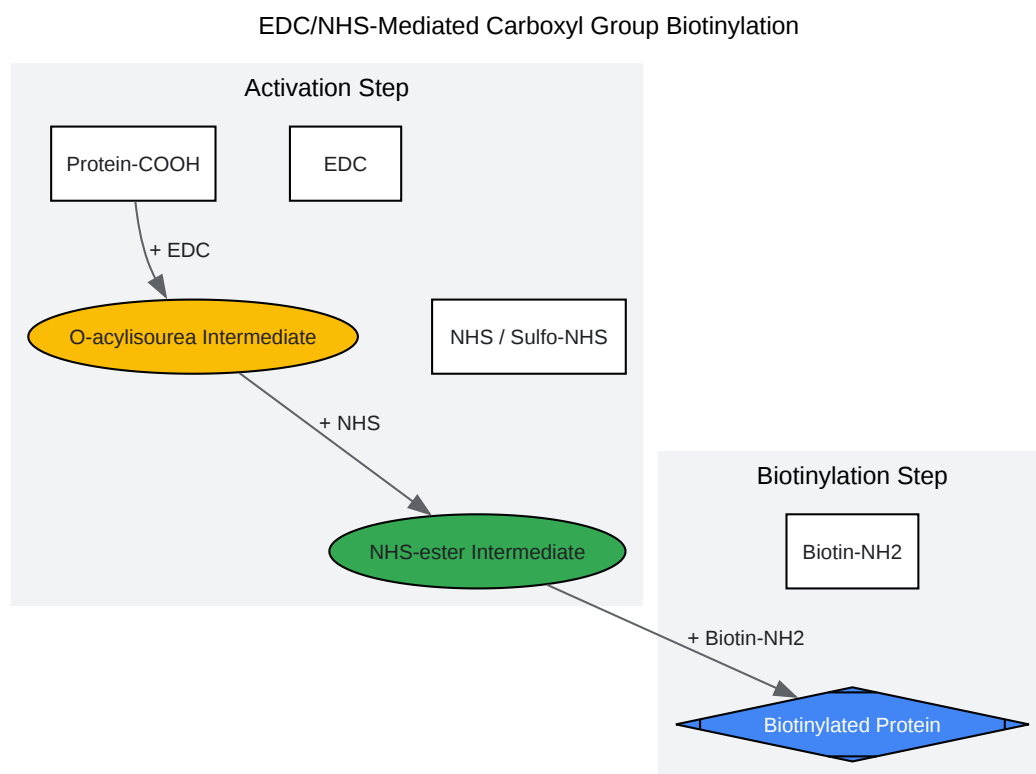 EDC/NHS-Mediated Carboxyl Group Biotinylation
Activation Step
Protein-COOH
EDC
+ EDC
O-acylisourea Intermediate
NHS / Sulfo-NHS
+ NHS
NHS-ester Intermediate
Biotinylation Step
Biotin-NH2
+ Biotin-NH2
Biotinylated Protein